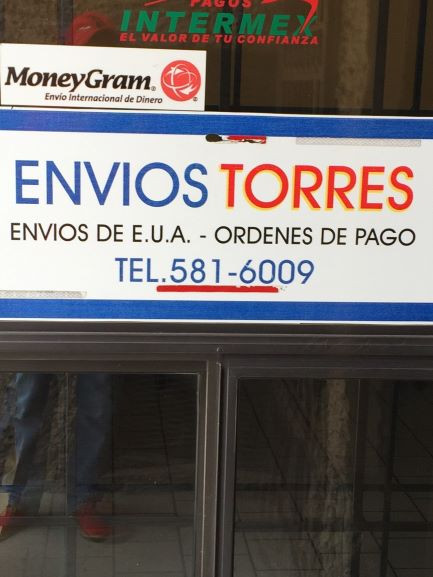 PAGOS
INTERMEX
EL VALOR DE TU CONFIANZA
MoneyGram.
Envío Internacional de Dinero
ENVIOS TORRES
ENVIOS DE E.U.A. - ORDENES DE PAGO
TEL.581-6009